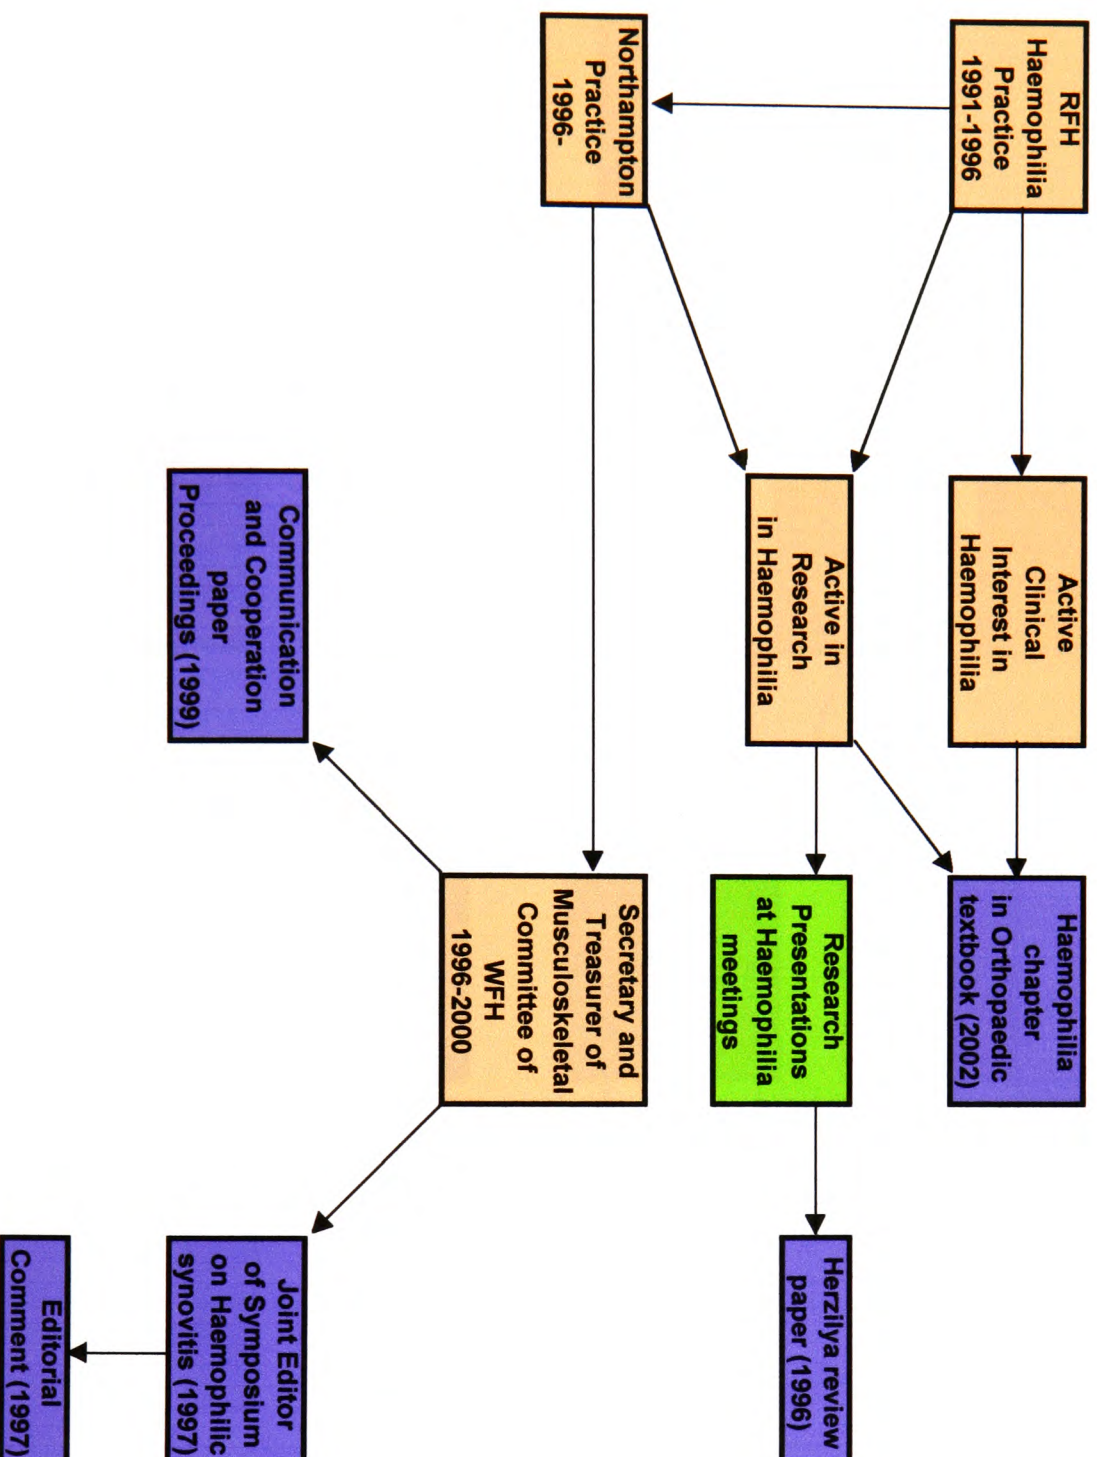 RFH
Haemophilia
Practice
1991-1996
Active
Clinical
Interest in
Haemophilia
Haemophilia
chapter
in Orthopaedic
textbook (2002)
Active in
Research
in Haemophilia
Research
Presentations
at Haemophilia
meetings
Herzilya review
paper (1996)
Northampton
Practice
1996-
Secretary and
Treasurer of
Musculoskeletal
Committee of
WFH
1996-2000
Communication
and Cooperation
paper
Proceedings (1999)
Joint Editor
of Symposium
on Haemophilic
synovitis (1997)
Editorial
Comment (1997)